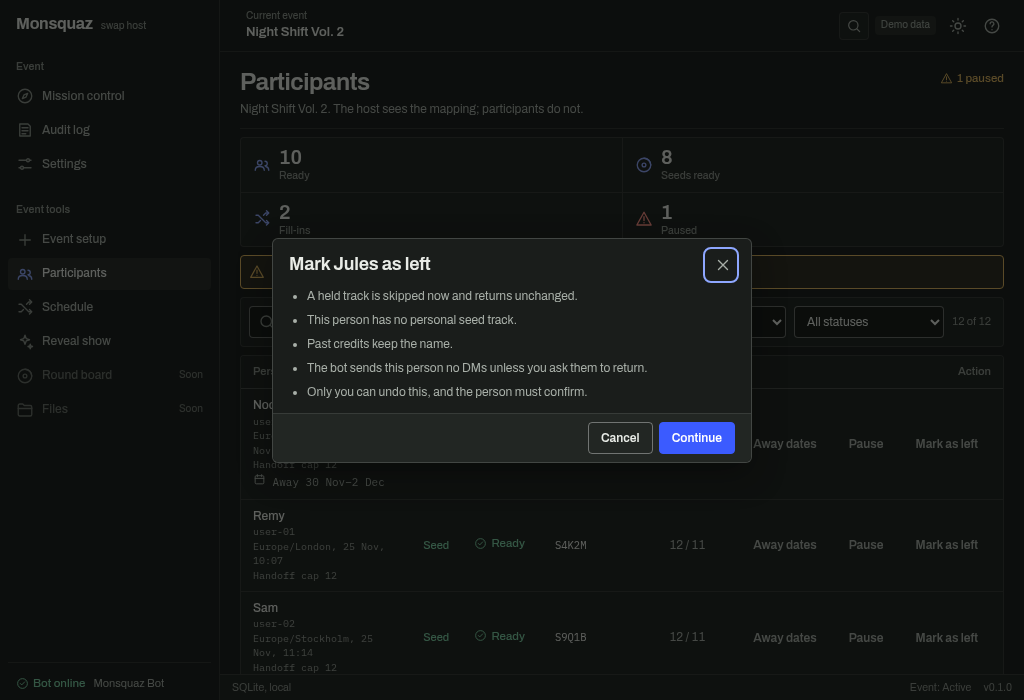 Monsquaz swap host
Event
Mission control
Audit log
Settings
Event tools
Event setup
Participants
Schedule
Reveal show
Round board Soon
Files Soon
Bot online Monsquaz Bot
Current event
Night Shift Vol. 2
Demo data
Participants
1 paused
Night Shift Vol. 2. The host sees the mapping; participants do not.
10
Ready
8
Seeds ready
2
Fill-ins
1
Paused
All statuses
12 of 12
Mark Jules as left
A held track is skipped now and returns unchanged.
This person has no personal seed track.
Past credits keep the name.
The bot sends this person no DMs unless you ask them to return.
Only you can undo this, and the person must confirm.
Cancel Continue
Action
Away dates Pause Mark as left
Handoff cap 12
Away 30 Nov–2 Dec
Remy
user-01
Europe/London, 25 Nov,
10:07
Handoff cap 12
Seed Ready S4K2M 12 / 11 Away dates Pause Mark as left
Sam
user-02
Europe/Stockholm, 25
Nov, 11:14
Handoff cap 12
Seed Ready S9Q1B 12 / 11 Away dates Pause Mark as left
SQLite, local
Event: Active v0.1.0